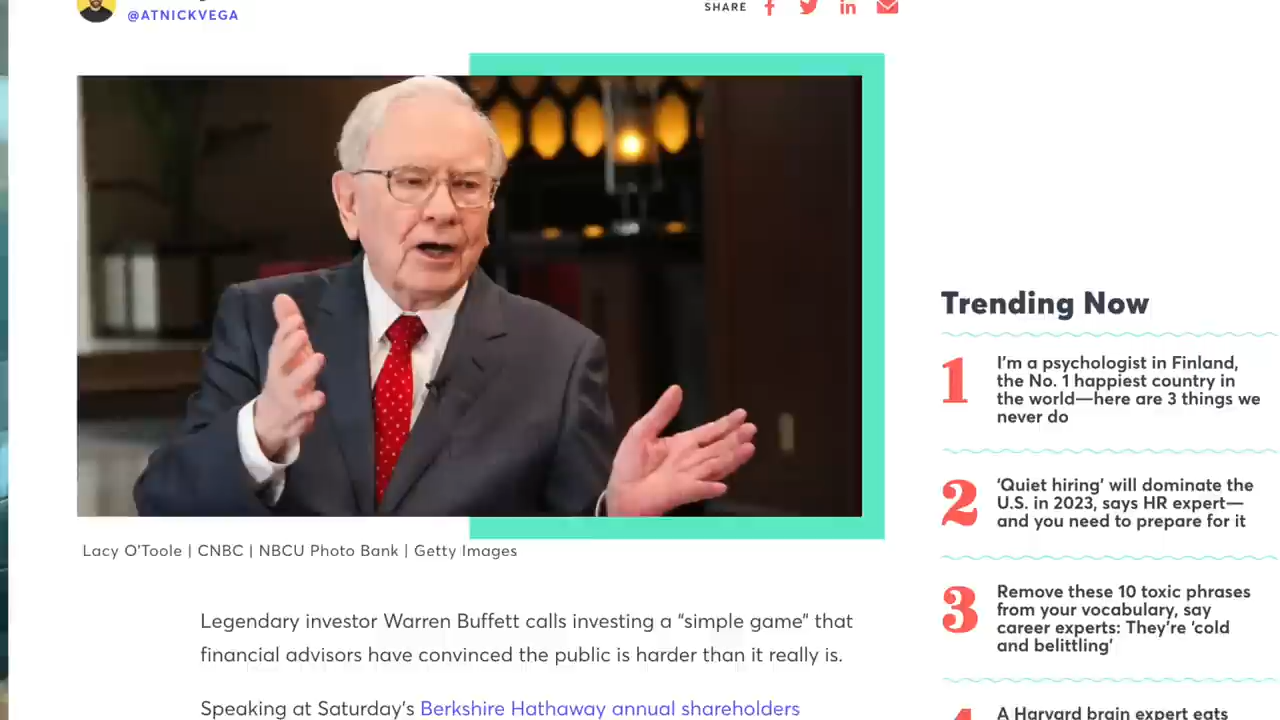 @ATNICKVEGA
SHARE
Lacy O'Toole | CNBC | NBCU Photo Bank | Getty Images
Legendary investor Warren Buffett calls investing a “simple game” that
financial advisors have convinced the public is harder than it really is.
Speaking at Saturday's Berkshire Hathaway annual shareholders
Trending Now
1
I'm a psychologist in Finland,
the No. 1 happiest country in
the world—here are 3 things we
never do
2
‘Quiet hiring’ will dominate the
U.S. in 2023, says HR expert—
and you need to prepare for it
3
Remove these 10 toxic phrases
from your vocabulary, say
career experts: They're ‘cold
and belittling’
4
A Harvard brain expert eats